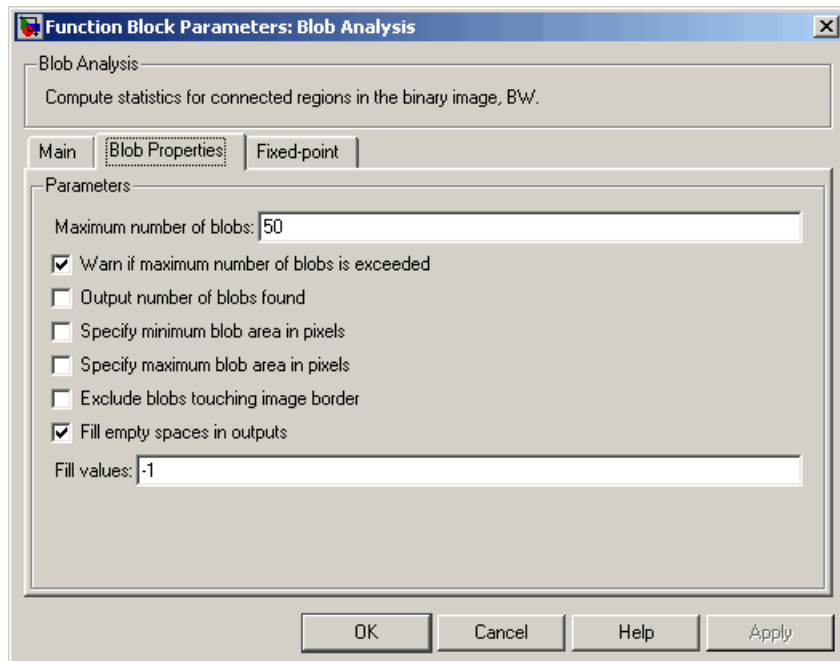 Function Block Parameters: Blob Analysis
Blob Analysis
Compute statistics for connected regions in the binary image, BW.
Main Blob Properties Fixed-point
Parameters
Maximum number of blobs: 50
Warn if maximum number of blobs is exceeded
Output number of blobs found
Specify minimum blob area in pixels
Specify maximum blob area in pixels
Exclude blobs touching image border
Fill empty spaces in outputs
Fill values: -1
OK Cancel Help Apply